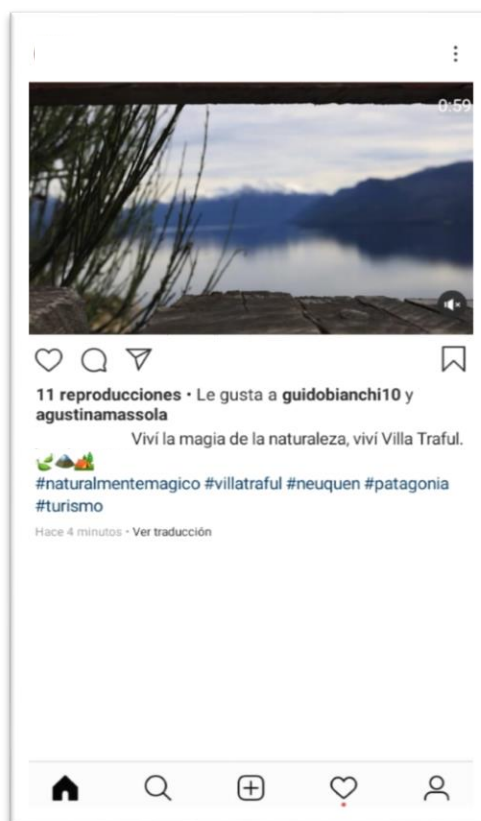 0:59
11 reproducciones • Le gusta a guidobianchi10 y
agustinamassola
Viví la magia de la naturaleza, viví Villa Traful.
🌿🌋🏕️
#naturalmentemagico #villatraful #neuquen #patagonia
#turismo
Hace 4 minutos • Ver traducción